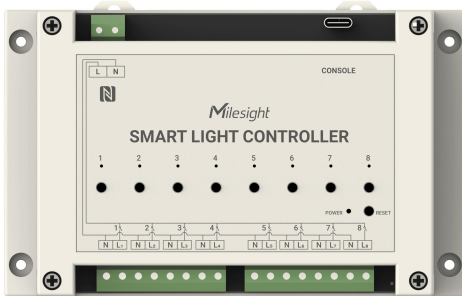 L N
CONSOLE
Milesight
SMART LIGHT CONTROLLER
1 2 3 4 5 6 7 8
POWER RESET
1 2 3 4 5 6 7 8
N L₁ N L₂ N L₃ N L₄ N L₅ N L₆ N L₇ N L₈